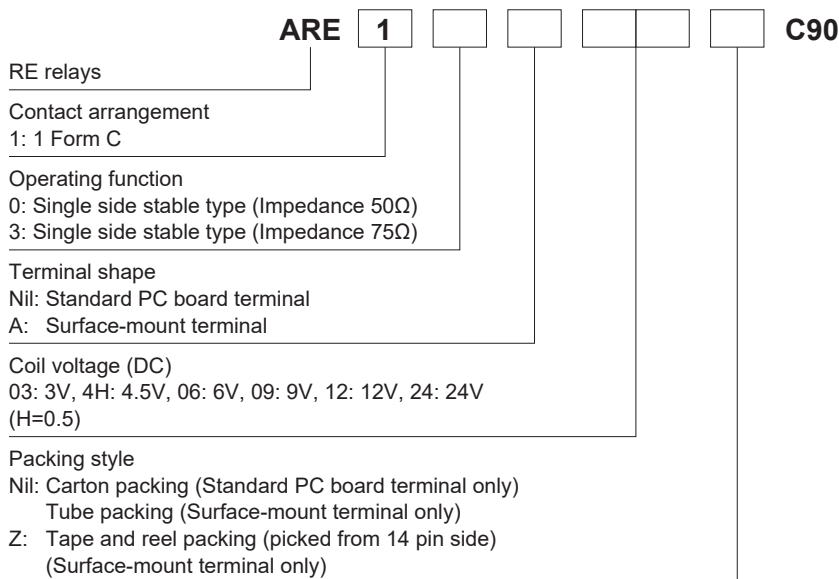 ARE 1 C90
RE relays
Contact arrangement
1: 1 Form C
Operating function
0: Single side stable type (Impedance 50Ω)
3: Single side stable type (Impedance 75Ω)
Terminal shape
Nil: Standard PC board terminal
A: Surface-mount terminal
Coil voltage (DC)
03: 3V, 4H: 4.5V, 06: 6V, 09: 9V, 12: 12V, 24: 24V
(H=0.5)
Packing style
Nil: Carton packing (Standard PC board terminal only)
Tube packing (Surface-mount terminal only)
Z: Tape and reel packing (picked from 14 pin side)
(Surface-mount terminal only)